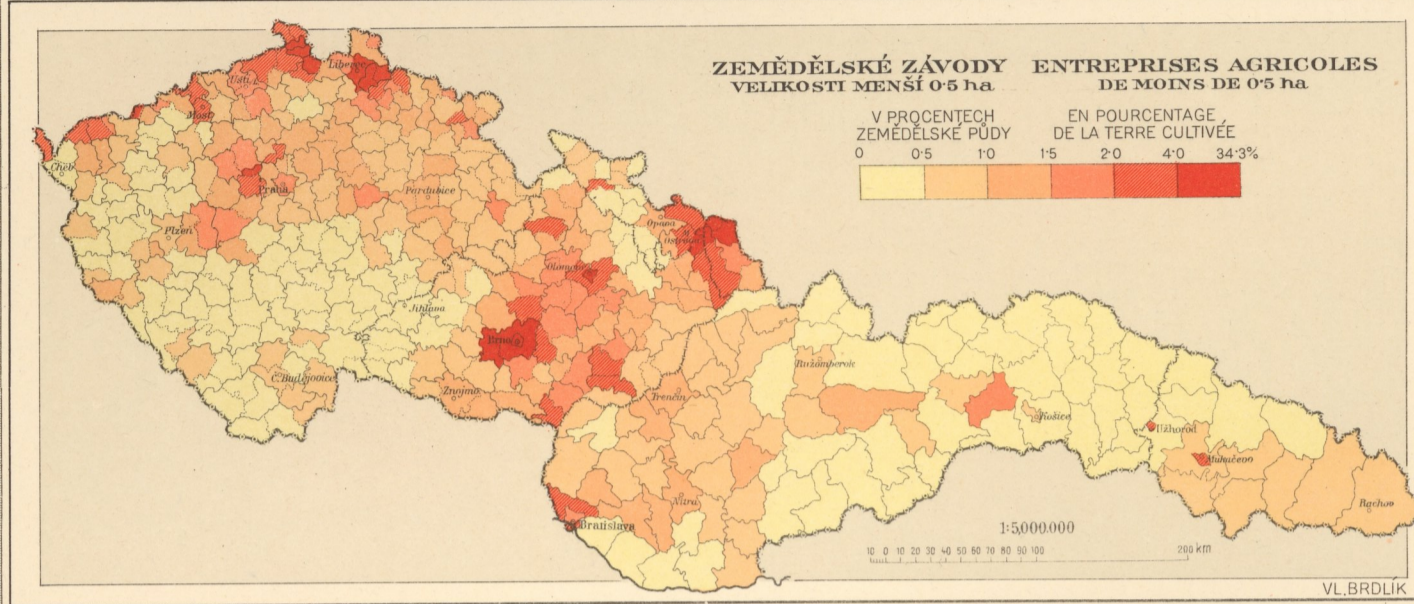 ZEMĚDĚLSKÉ ZÁVODY
VELIKOSTI MENŠÍ 0·5 ha
ENTREPRISES AGRICOLES
DE MOINS DE 0·5 ha
V PROCENTECH
ZEMĚDĚLSKÉ PŮDY
EN POURCENTAGE
DE LA TERRE CULTIVÉE
0 0·5 1·0 1·5 2·0 4·0 34·3%
Liberec
Ústí
Most
Cheb
Praha
Pardubice
Plzeň
Opava
Ostrava
Olomouc
Jihlava
Brno
Č. Budějovice
Znojmo
Ružomberok
Trenčín
Košice
Užhorod
Mukačevo
Rachov
Nitra
Bratislava
1:5,000.000
10 0 10 20 30 40 50 60 70 80 90 100 200 km
VL. BRDLÍK